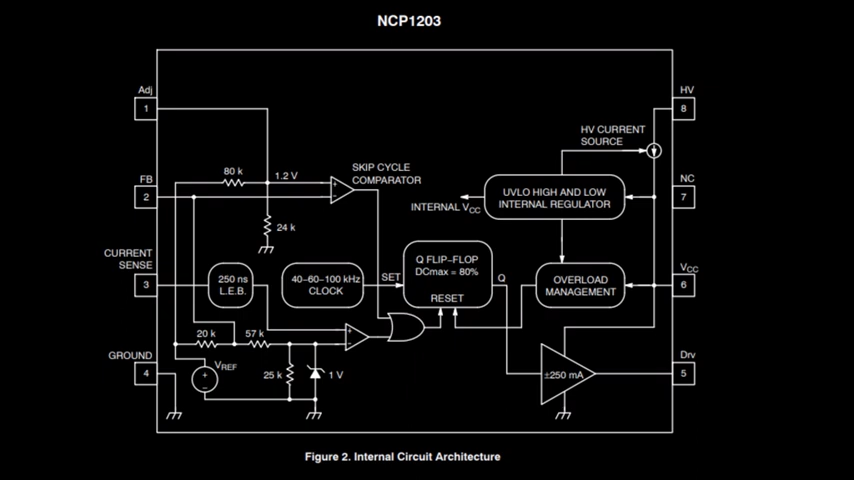 NCP1203
Adj
1
HV
8
HV CURRENT
SOURCE
FB
2
80 k
1.2 V
SKIP CYCLE
COMPARATOR
+
−
24 k
INTERNAL VCC
UVLO HIGH AND LOW
INTERNAL REGULATOR
NC
7
CURRENT
SENSE
3
250 ns
L.E.B.
40−60−100 kHz
CLOCK
SET
Q FLIP−FLOP
DCmax = 80%
RESET
Q
OVERLOAD
MANAGEMENT
VCC
6
20 k
57 k
+
−
GROUND
4
VREF
+
−
25 k
1 V
±250 mA
Drv
5
Figure 2. Internal Circuit Architecture